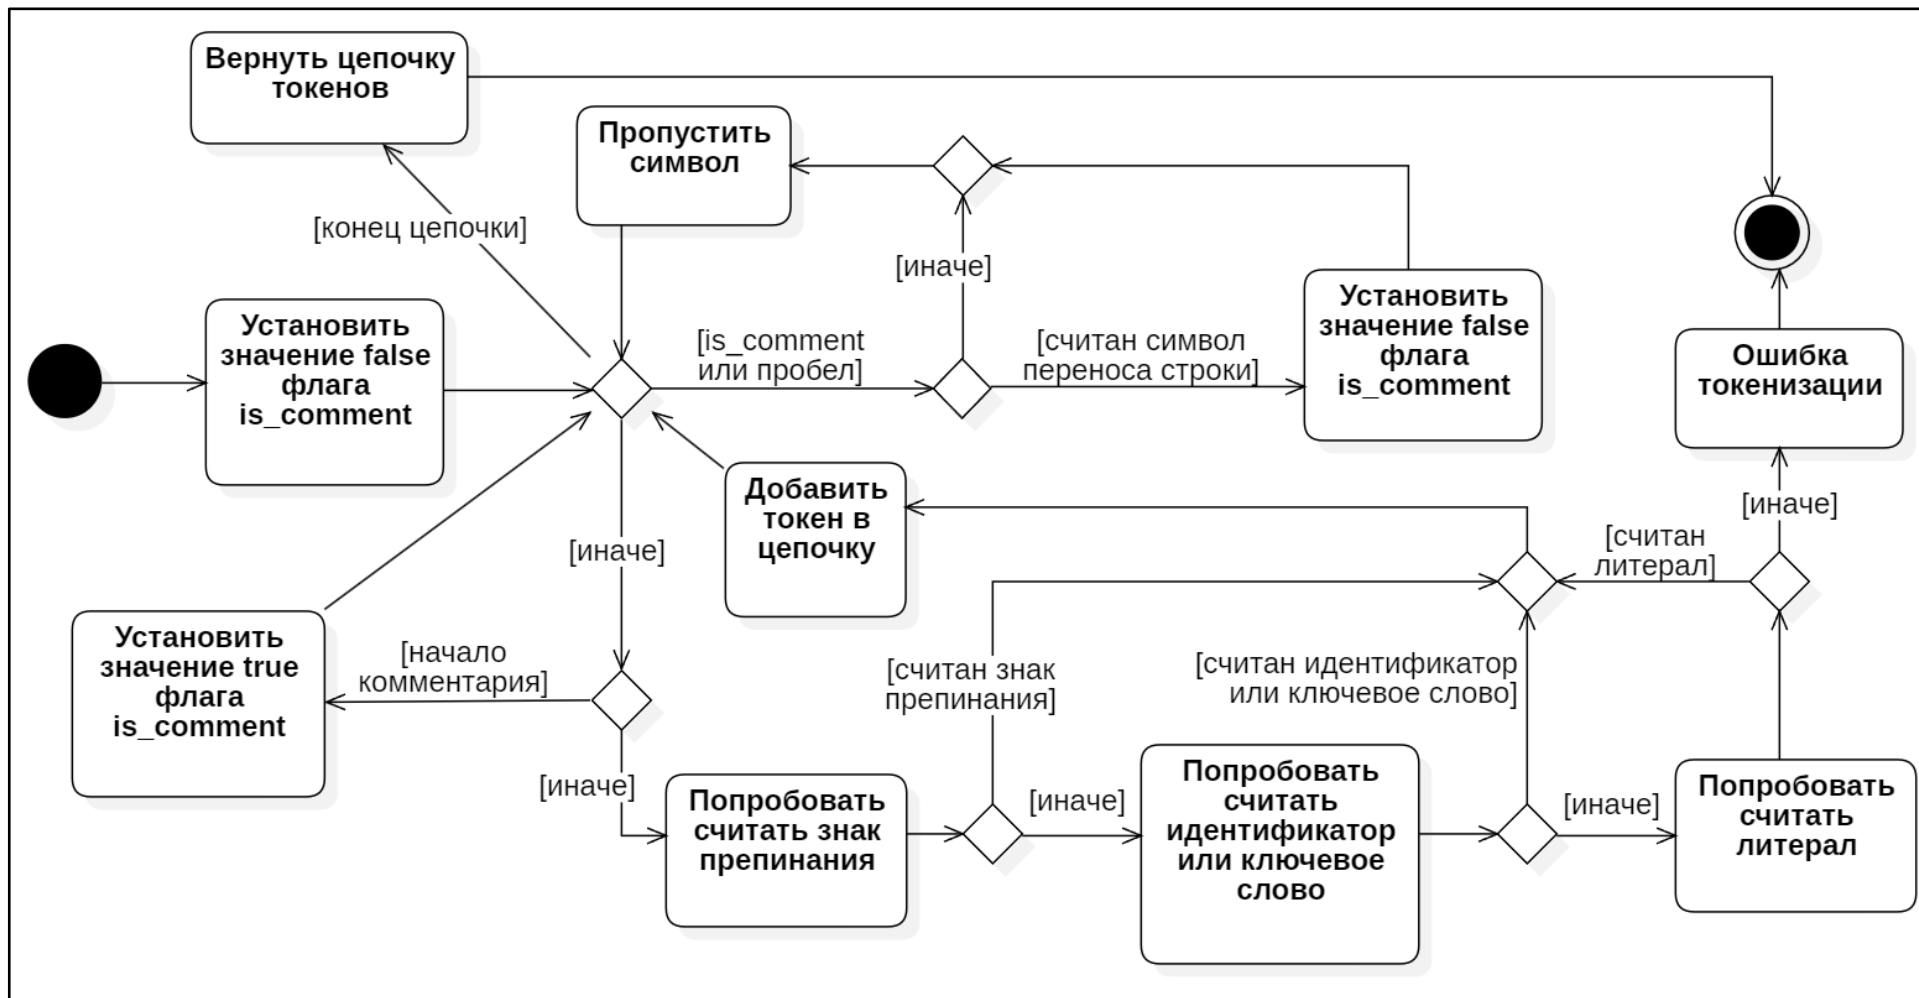 Вернуть цепочку
токенов
Пропустить
символ
[конец цепочки]
[иначе]
Установить
значение false
флага
is_comment
[is_comment
или пробел]
[считан символ
переноса строки]
Установить
значение false
флага
is_comment
Ошибка
токенизации
Добавить
токен в
цепочку
[иначе]
[иначе]
[считан
литерал]
Установить
значение true
флага
is_comment
[начало
комментария]
[считан знак
препинания]
[считан идентификатор
или ключевое слово]
[иначе]
Попробовать
считать знак
препинания
[иначе]
Попробовать
считать
идентификатор
или ключевое
слово
[иначе]
Попробовать
считать
литерал